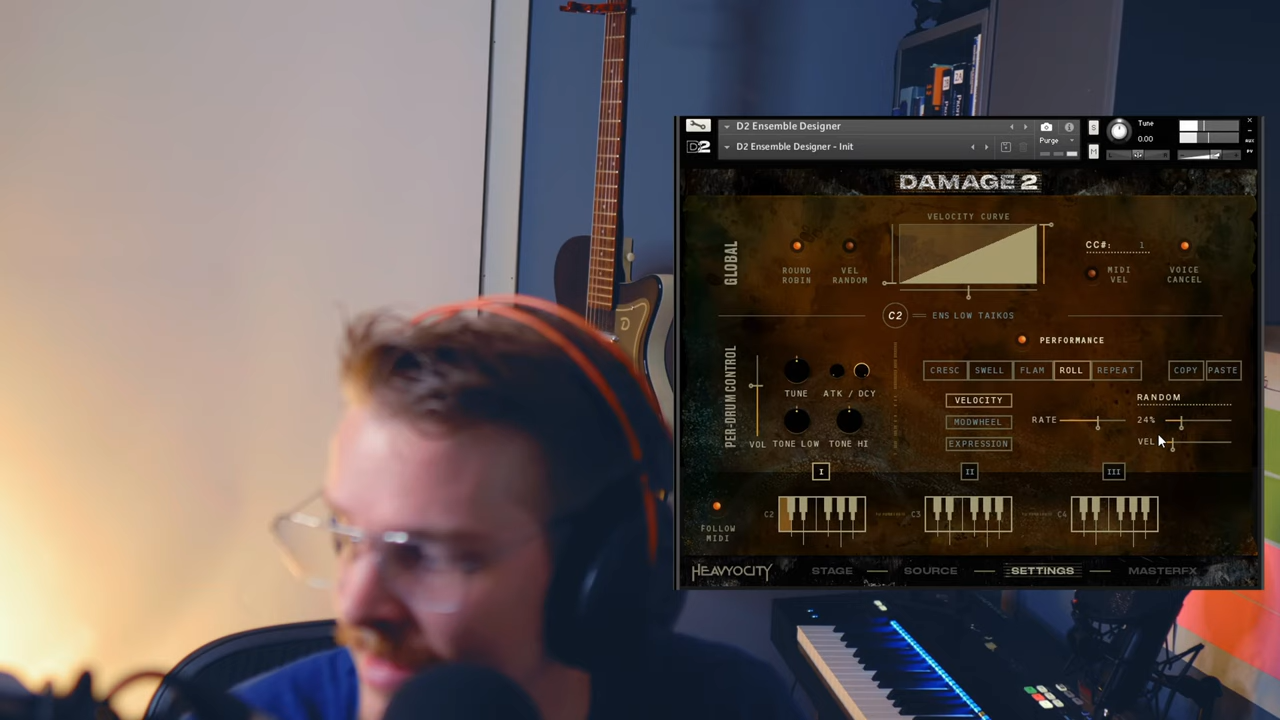 D2 Ensemble Designer
Purge
S
Tune
0.00
AUX
PV
D2
D2 Ensemble Designer - Init
M
L
R
DAMAGE 2
VELOCITY CURVE
GLOBAL
ROUND ROBIN
VEL RANDOM
CC#: 1
MIDI VEL
VOICE CANCEL
C2
ENS LOW TAIKOS
PERFORMANCE
PER-DRUM CONTROL
CRESC
SWELL
FLAM
ROLL
REPEAT
COPY
PASTE
TUNE
ATK / DCY
VELOCITY
RANDOM
MODWHEEL
RATE
24%
VOL
TONE LOW
TONE HI
EXPRESSION
VEL
I
II
III
FOLLOW MIDI
C2
C3
C4
HEAVYOCITY
STAGE
SOURCE
SETTINGS
MASTERFX